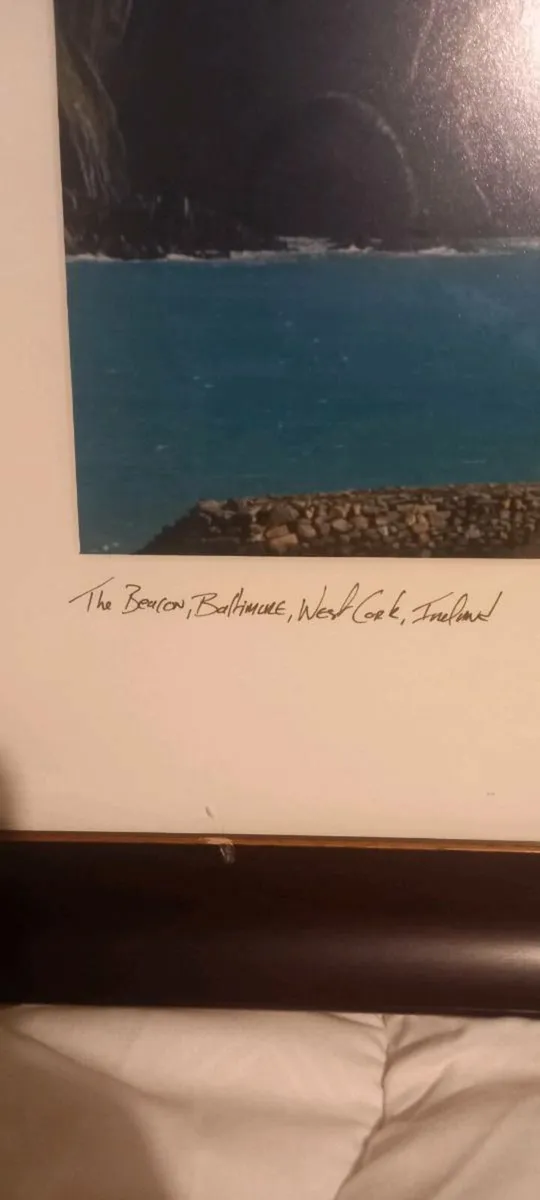 The Beacon, Baltimore, West Cork, Ireland